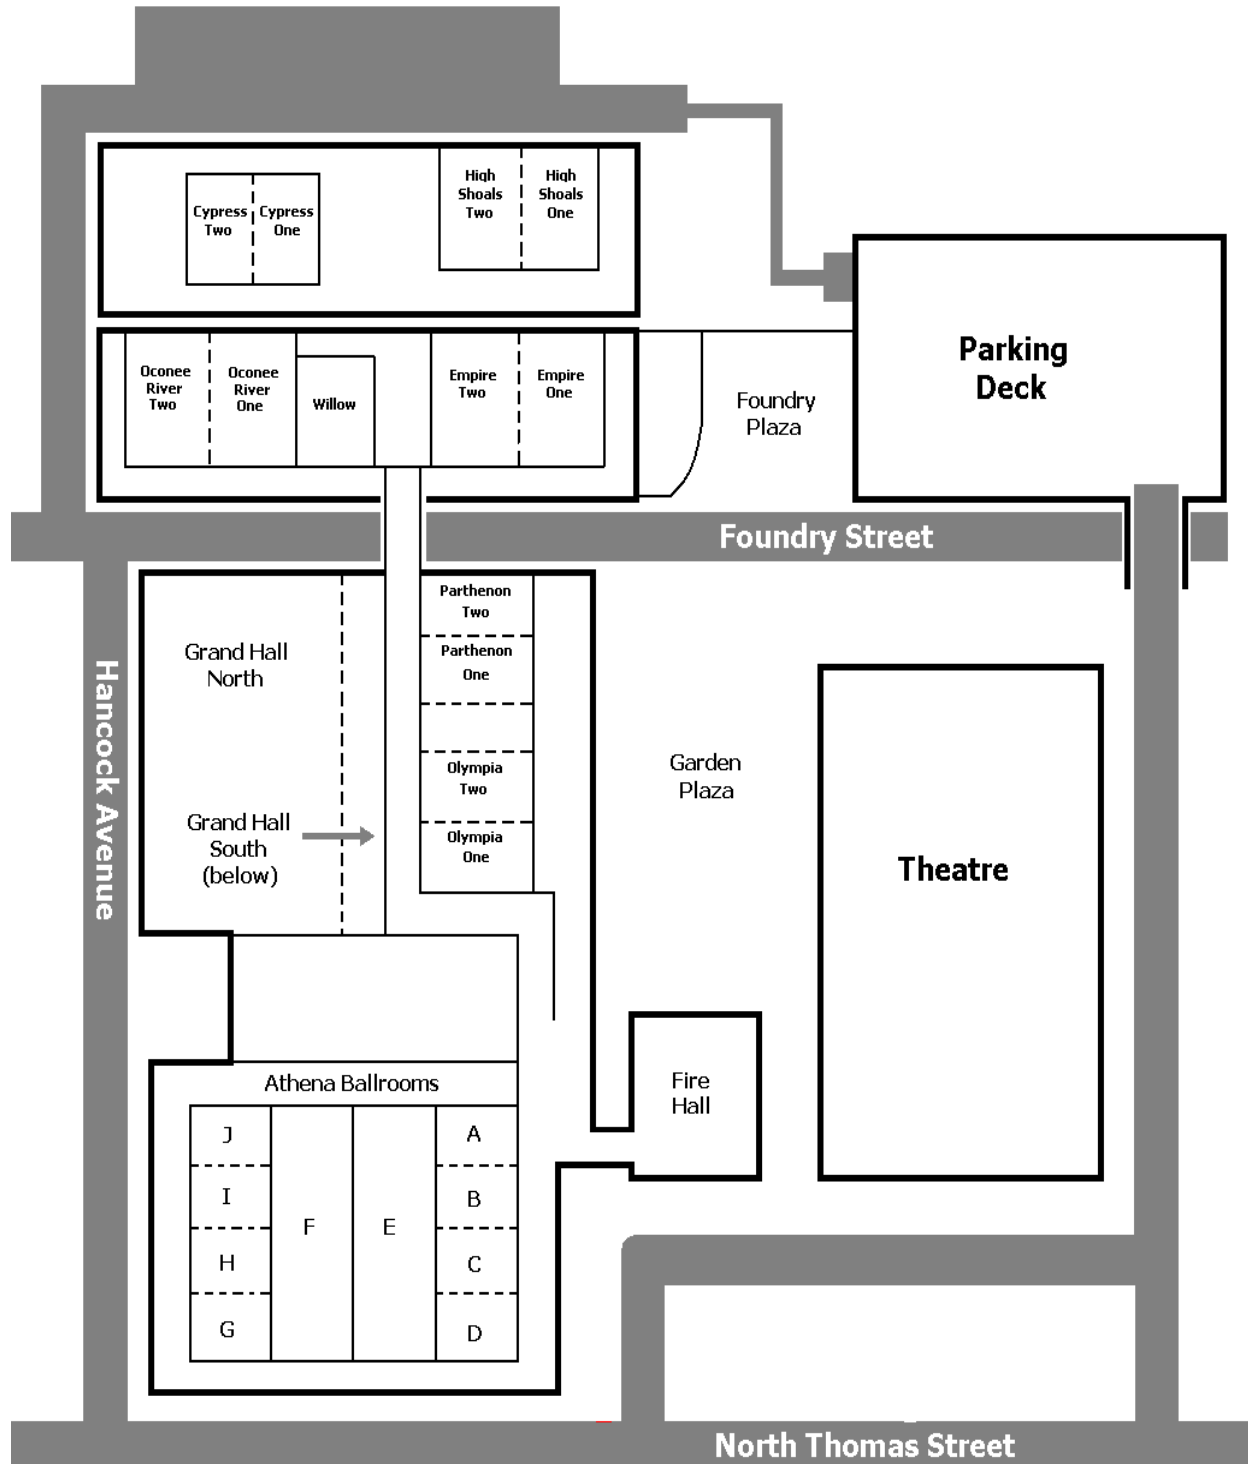 High
Shoals
Two
High
Shoals
One
Cypress
Two
Cypress
One
Parking
Deck
Oconee
River
Two
Oconee
River
One
Willow
Empire
Two
Empire
One
Foundry
Plaza
Foundry Street
Parthenon
Two
Parthenon
One
Grand Hall
North
Hancock Avenue
Olympia
Two
Garden
Plaza
Grand Hall
South
(below)
Olympia
One
Theatre
Fire
Hall
Athena Ballrooms
J
A
I
B
F
E
H
C
G
D
North Thomas Street